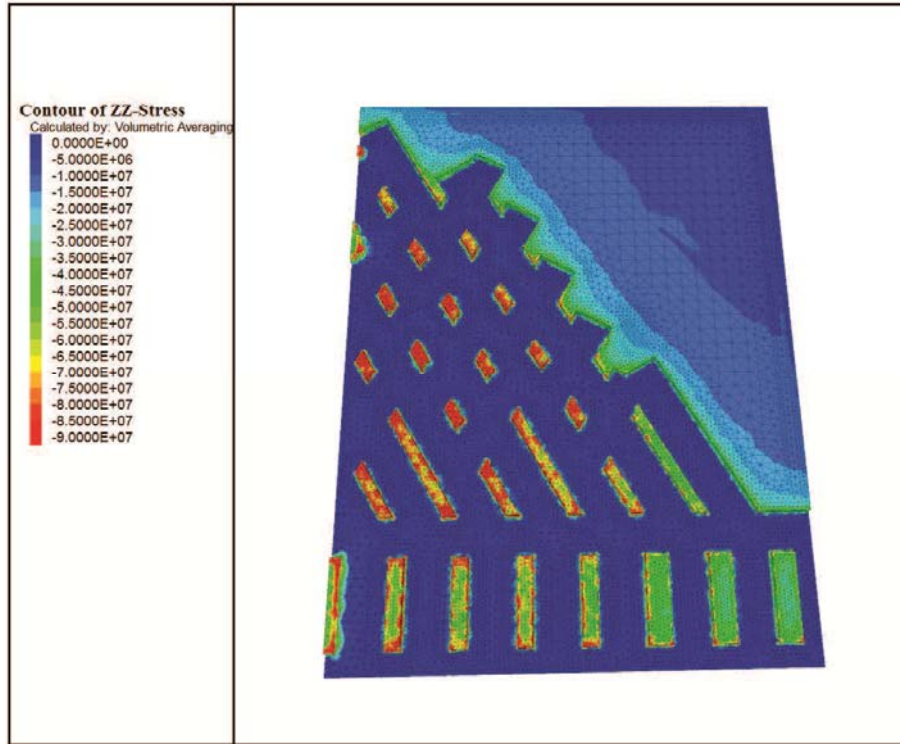 Contour of ZZ-Stress
Calculated by: Volumetric Averaging
0.0000E+00
-5.0000E+06
-1.0000E+07
-1.5000E+07
-2.0000E+07
-2.5000E+07
-3.0000E+07
-3.5000E+07
-4.0000E+07
-4.5000E+07
-5.0000E+07
-5.5000E+07
-6.0000E+07
-6.5000E+07
-7.0000E+07
-7.5000E+07
-8.0000E+07
-8.5000E+07
-9.0000E+07